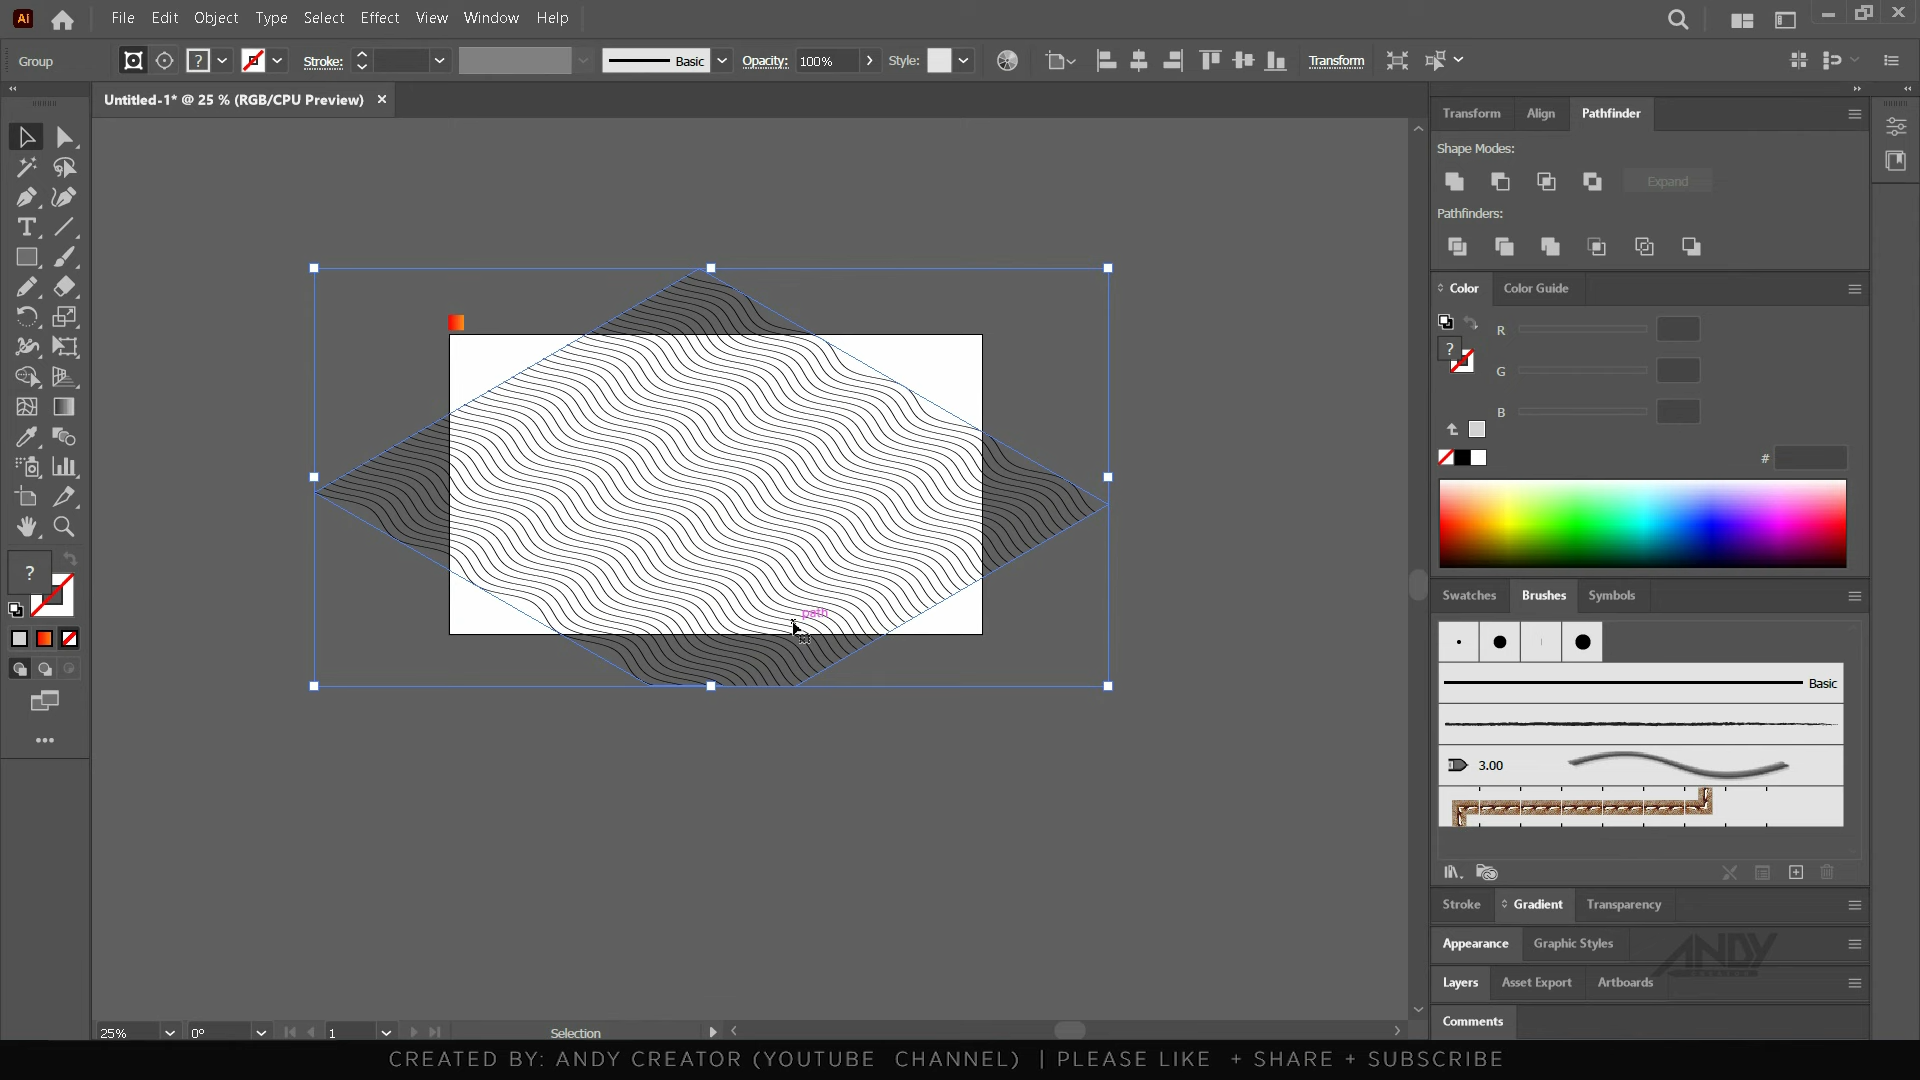 Ai File Edit Object Type Select Effect View Window Help
Group ? Stroke: Basic Opacity: 100% Style: Transform
Untitled-1* @ 25 % (RGB/CPU Preview)
Transform Align Pathfinder
Shape Modes:
Expand
Pathfinders:
Color Color Guide
R
?
G
B
#
path
?
Swatches Brushes Symbols
Basic
3.00
Stroke Gradient Transparency
Appearance Graphic Styles
ANDY
Layers Asset Export Artboards
Comments
25% 0° 1 Selection
CREATED BY: ANDY CREATOR (YOUTUBE CHANNEL) | PLEASE LIKE + SHARE + SUBSCRIBE